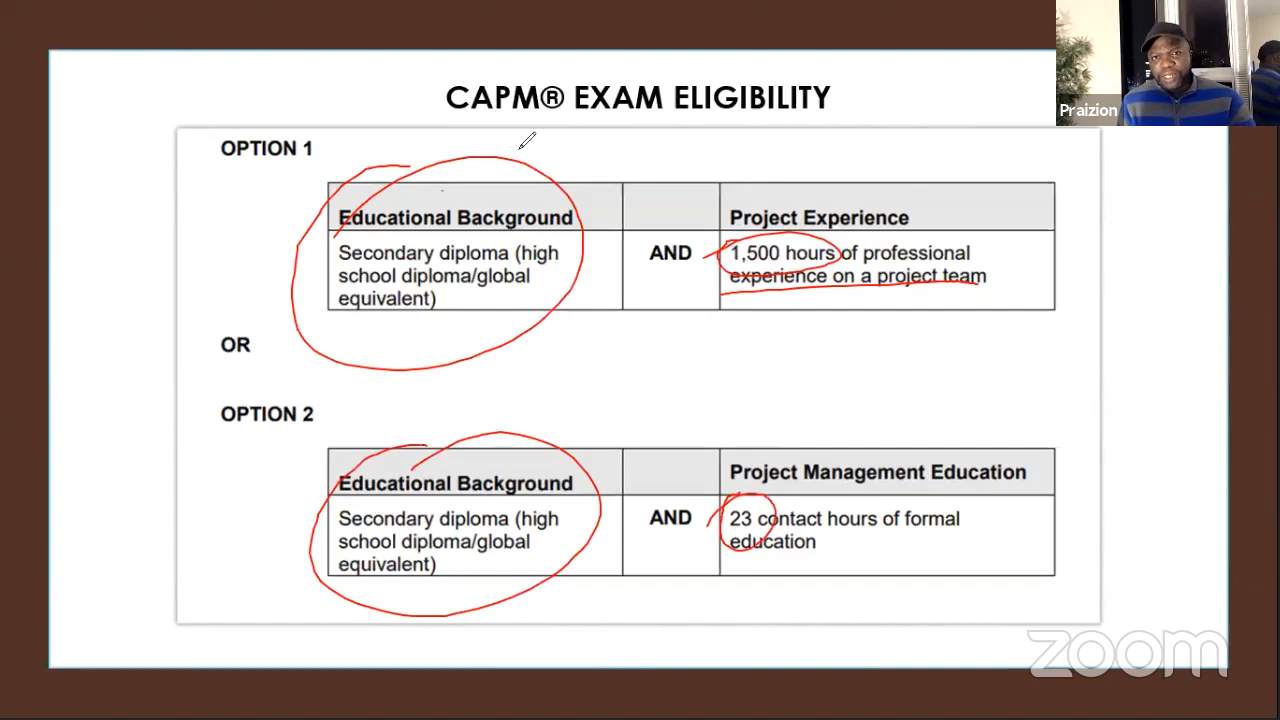 CAPM® EXAM ELIGIBILITY
Praizion
OPTION 1
Educational Background
Project Experience
Secondary diploma (high
school diploma/global
equivalent)
AND
1,500 hours of professional
experience on a project team
OR
OPTION 2
Educational Background
Project Management Education
Secondary diploma (high
school diploma/global
equivalent)
AND
23 contact hours of formal
education
zoom